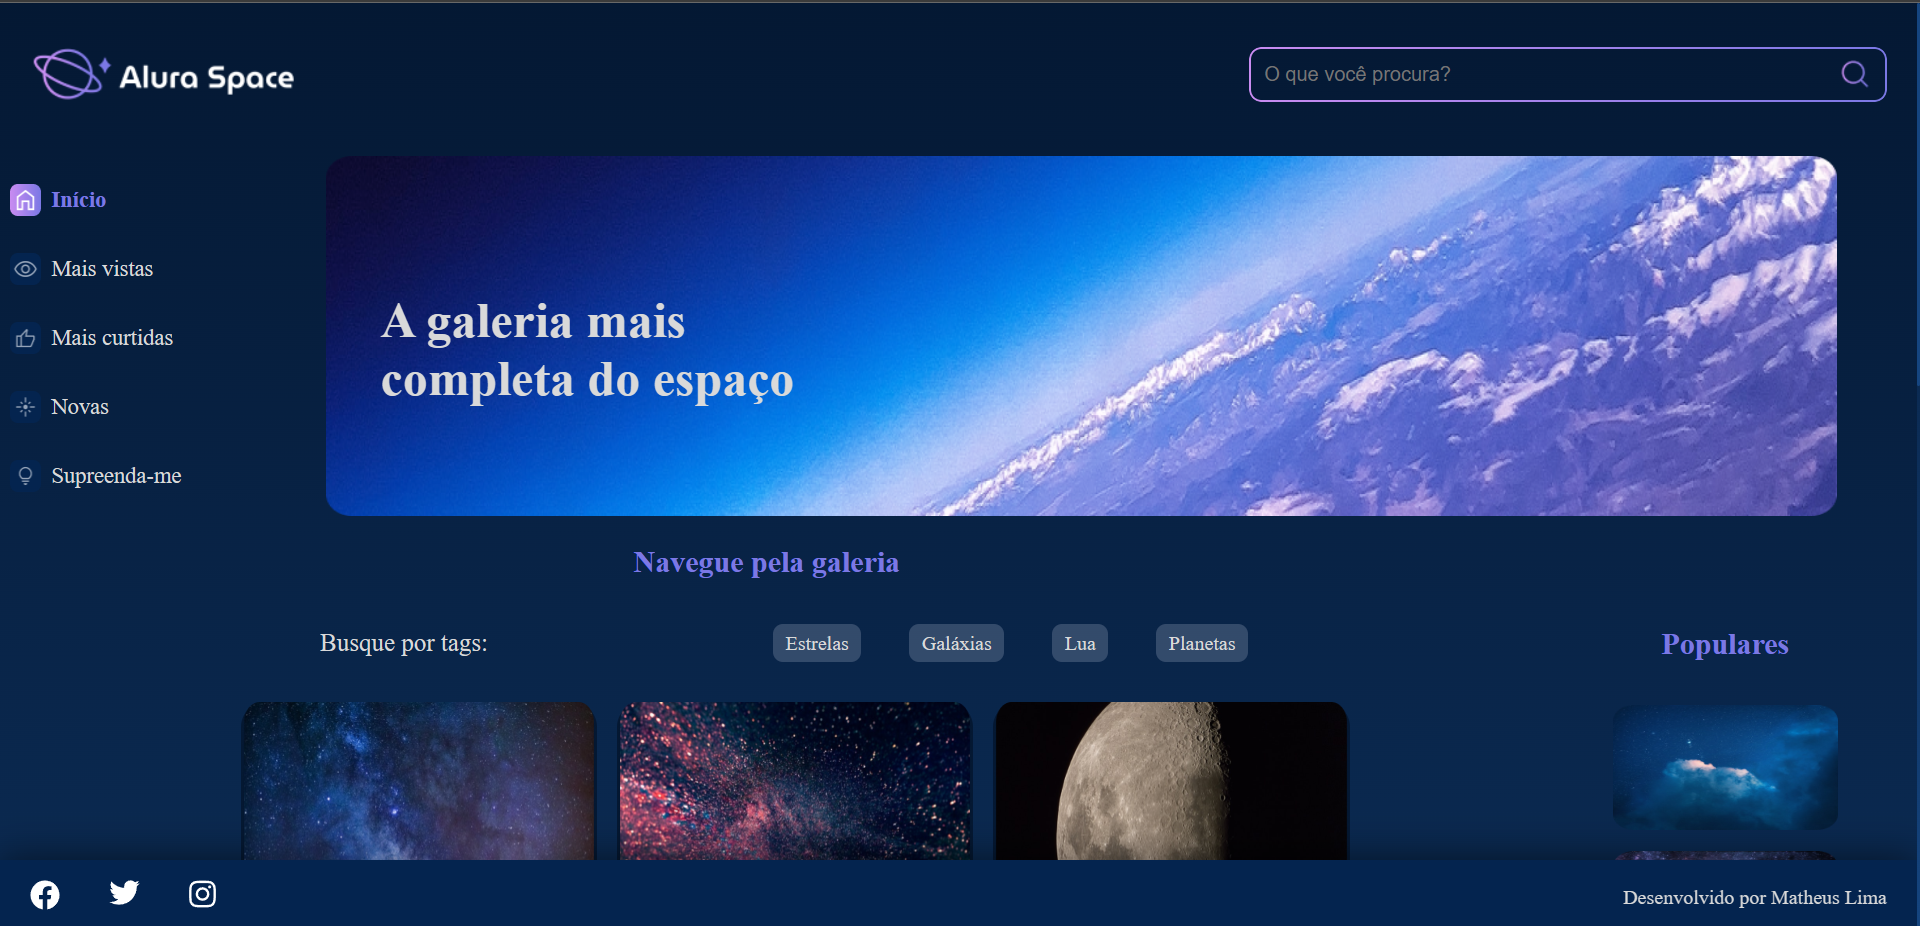 Alura Space
O que você procura?
Início
Mais vistas
Mais curtidas
Novas
Supreenda-me
A galeria mais
completa do espaço
Navegue pela galeria
Busque por tags:
Estrelas
Galáxias
Lua
Planetas
Populares
Desenvolvido por Matheus Lima